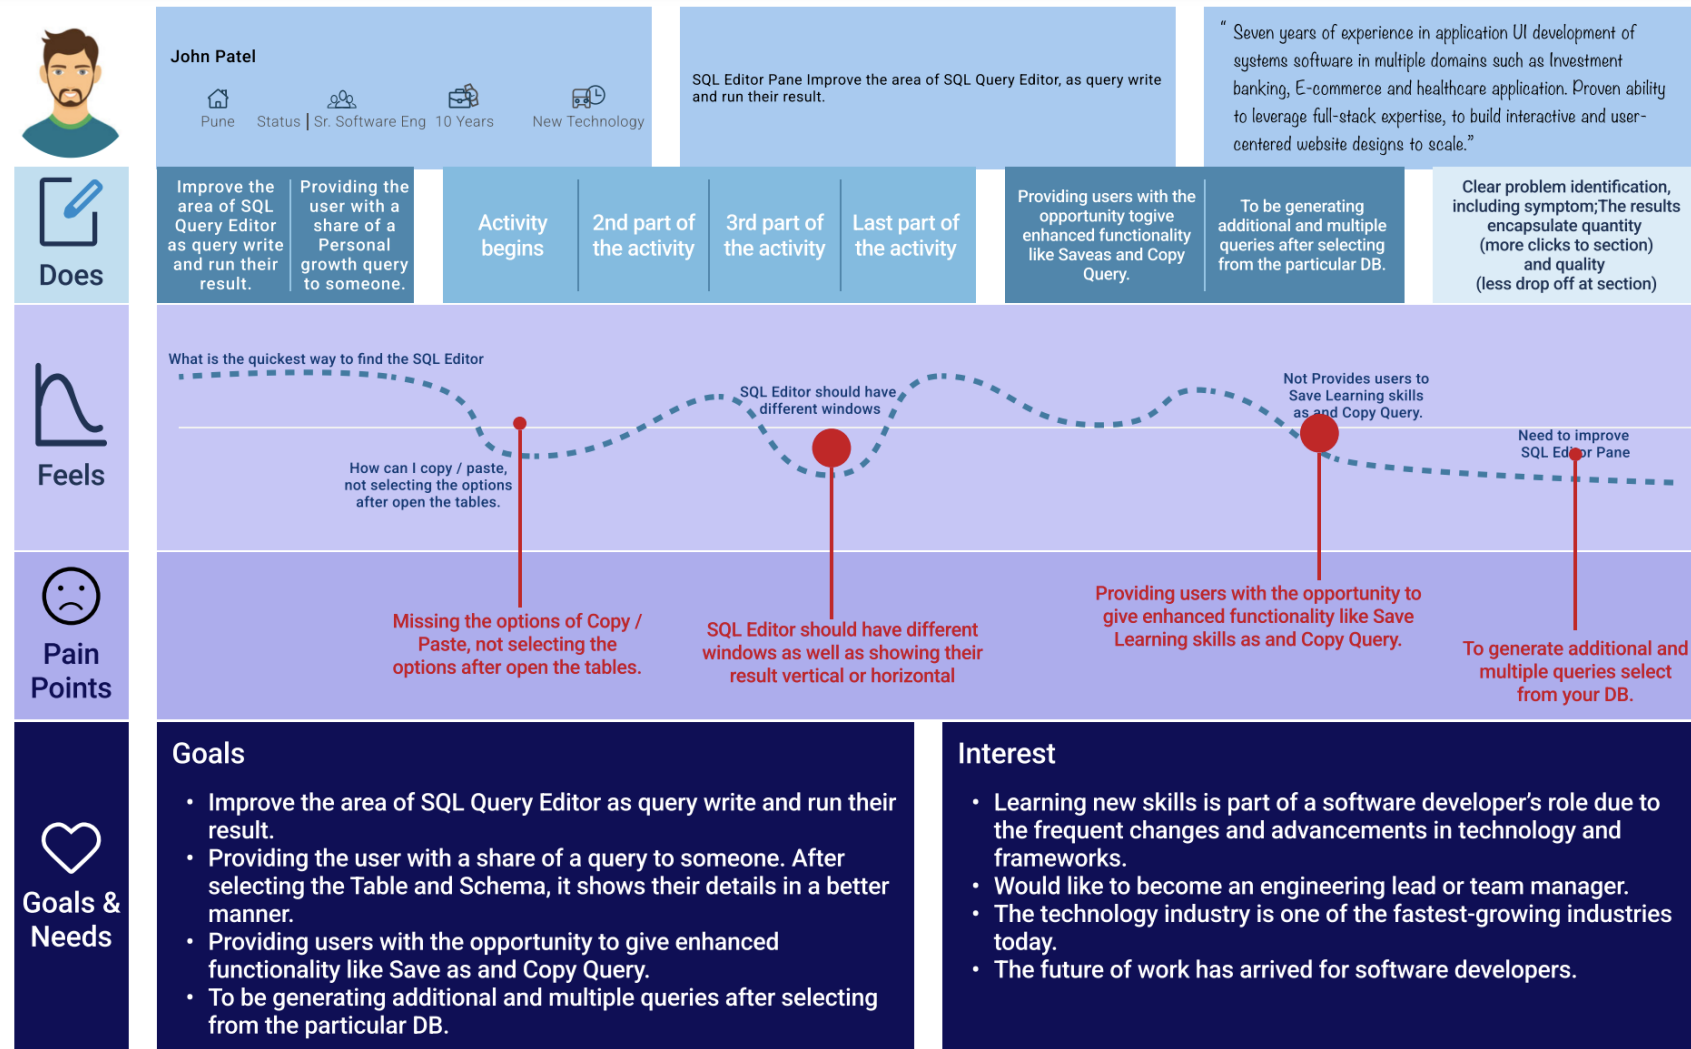 John Patel
Pune
Status | Sr. Software Eng
10 Years
New Technology
SQL Editor Pane Improve the area of SQL Query Editor, as query write
and run their result.
“ Seven years of experience in application UI development of
systems software in multiple domains such as Investment
banking, E-commerce and healthcare application. Proven ability
to leverage full-stack expertise, to build interactive and user-
centered website designs to scale.”
Does
Improve the
area of SQL
Query Editor
as query write
and run their
result.
Providing the
user with a
share of a
Personal
growth query
to someone.
Activity
begins
2nd part of
the activity
3rd part of
the activity
Last part of
the activity
Providing users with the
opportunity togive
enhanced functionality
like Saveas and Copy
Query.
To be generating
additional and multiple
queries after selecting
from the particular DB.
Clear problem identification,
including symptom;The results
encapsulate quantity
(more clicks to section)
and quality
(less drop off at section)
Feels
What is the quickest way to find the SQL Editor
How can I copy / paste,
not selecting the options
after open the tables.
SQL Editor should have
different windows
Not Provides users to
Save Learning skills
as and Copy Query.
Need to improve
SQL Editor Pane
Pain
Points
Missing the options of Copy /
Paste, not selecting the
options after open the tables.
SQL Editor should have different
windows as well as showing their
result vertical or horizontal
Providing users with the opportunity to
give enhanced functionality like Save
Learning skills as and Copy Query.
To generate additional and
multiple queries select
from your DB.
Goals &
Needs
Goals
• Improve the area of SQL Query Editor as query write and run their
result.
• Providing the user with a share of a query to someone. After
selecting the Table and Schema, it shows their details in a better
manner.
• Providing users with the opportunity to give enhanced
functionality like Save as and Copy Query.
• To be generating additional and multiple queries after selecting
from the particular DB.
Interest
• Learning new skills is part of a software developer’s role due to
the frequent changes and advancements in technology and
frameworks.
• Would like to become an engineering lead or team manager.
• The technology industry is one of the fastest-growing industries
today.
• The future of work has arrived for software developers.